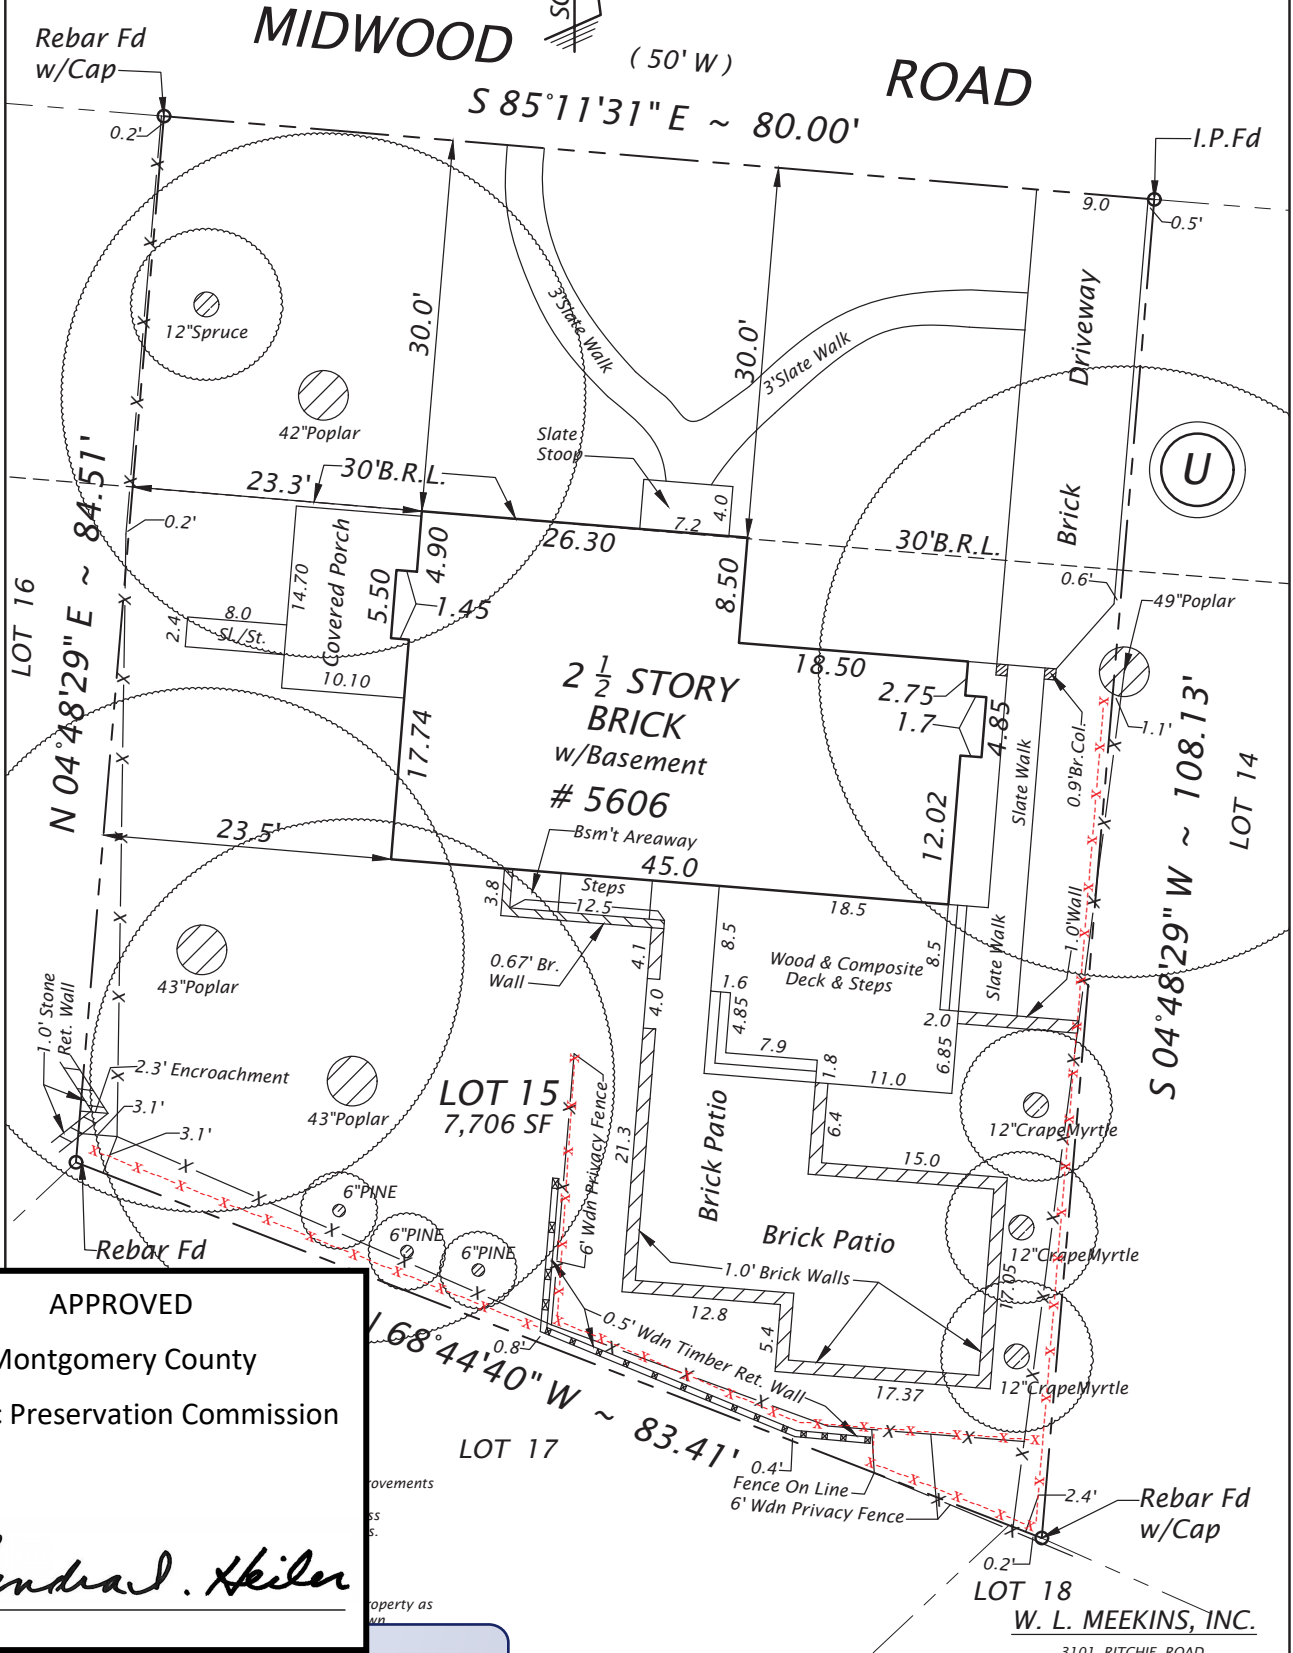 Rebar Fd
w/Cap
MIDWOOD
( 50' W )
ROAD
S 85°11'31" E ~ 80.00'
I.P.Fd
0.2'
9.0
0.5'
12"Spruce
30.0'
3'Slate Walk
30.0'
3'Slate Walk
Driveway
42"Poplar
Slate
Stoop
U
23.3'
30'B.R.L.
4.0
7.2
Brick
0.2'
26.30
30'B.R.L.
N 04°48'29" E ~ 84.51'
LOT 16
14.70
Covered Porch
4.90
5.50
1.45
8.50
0.6'
49"Poplar
8.0
2.4
Sl./St.
10.10
18.50
2 1/2 STORY
BRICK
w/Basement
# 5606
2.75
1.7
4.85
17.74
Slate Walk
0.9'Br.Col.
1.1'
S 04°48'29" W ~ 108.13'
LOT 14
12.02
23.5'
Bsm't Areaway
45.0
3.8
Steps
12.5
18.5
0.67' Br.
Wall
4.1
8.5
Wood & Composite
Deck & Steps
8.5
Slate Walk
1.0'Wall
43"Poplar
1.0' Stone
Ret. Wall
4.0
1.6
4.85
2.0
7.9
1.8
6.85
11.0
2.3' Encroachment
3.1'
3.1'
43"Poplar
LOT 15
7,706 SF
6' Wdn Privacy Fence
21.3
Brick Patio
6.4
15.0
12"CrapeMyrtle
6"PINE
6"PINE
6"PINE
Rebar Fd
Brick Patio
12"CrapeMyrtle
1.0' Brick Walls
17.05
12.8
5.4
17.37
12"CrapeMyrtle
0.5' Wdn Timber Ret. Wall
0.8'
68°44'40" W ~ 83.41'
LOT 17
0.4'
Fence On Line
6' Wdn Privacy Fence
2.4'
Rebar Fd
w/Cap
0.2'
LOT 18
APPROVED
Montgomery County
Preservation Commission
W. L. MEEKINS, INC.
3101 RITCHIE ROAD